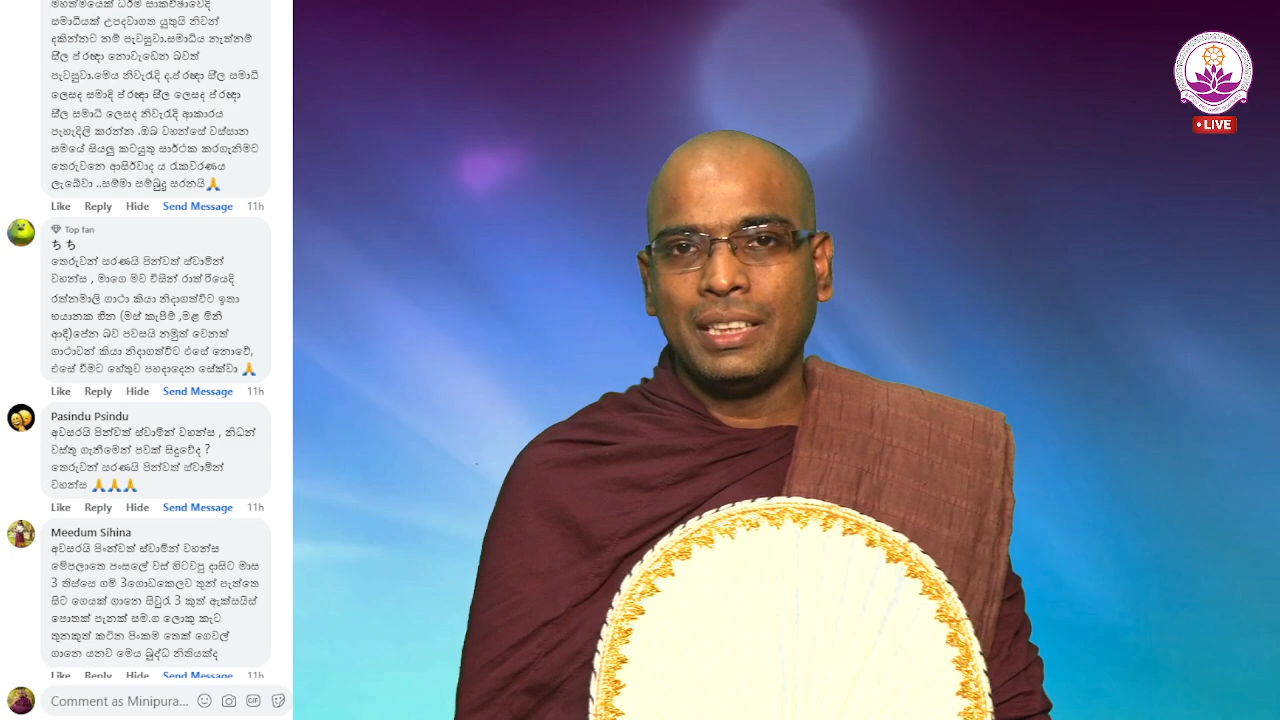 මහත්මයෙක් ධර්ම සාකච්ඡාවේදි
සමාධියක් උපදවාගත යුතුයි නිවන්
දකින්නට නම් පැවසුවා.සමාධිය නැත්නම්
සීල ප් රඥා නොවැඩෙන බවත්
පැවසුවා.මෙය නිවැරැදි ද.ප් රඥා සීල සමාධි
ලෙසද සමාදි ප් රඥා සීල ලෙසද ප් රඥා
සීල සමාධි ලෙසද නිවැරැදි ආකාරය
පැහැදිලි කරන්න .ඔබ වහන්සේ වස්සාන
සමයේ සියලු කටයුතු සාර්ථක කරගැනිමට
තෙරුවනෙ ආසිර්වාද ය රැකවරණය
ලැබේවා ..සම්මා සම්බුදු සරනයි🙏
Like Reply Hide Send Message 11h
Top fan
ち ち
තෙරුවන් සරණයි පින්වත් ස්වාමින්
වහන්ස , මාගෙ මව විසින් රාත් රියෙදි
රත්නමාලි ගාථා කියා නිදාගත්විට ඉතා
භයානක හීන (මස් කැපිම් ,මළ මිනි
ආදී)පේන බව පවසයි නමුත් වෙනත්
ගාථාවන් කියා නිදාගත්විට එසේ නොවේ,
එසේ විමට හේතුව පහදාදෙන සේක්වා 🙏
Like Reply Hide Send Message 11h
Pasindu Psindu
අවසරයි පින්වත් ස්වාමීන් වහන්ස , නිධන්
වස්තු ගැනීමෙන් පවක් සිදුවේද ?
තෙරුවන් සරණයි පින්වත් ස්වාමීන්
වහන්ස 🙏🙏🙏
Like Reply Hide Send Message 11h
Meedum Sihina
අවසරයි පිංන්වත් ස්වාමින් වහන්ස
මේපලාතෙ පංසලේ වස් හිටවපු දාසිට මාස
3 තිස්සෙ ගම් 3ගොඩකෙලව තුන් පැත්තෙ
සිට ගෙයක් ගානෙ සිවුරැ 3 කුත් ඇක්සයිස්
පොතක් පැනක් සම.ග ලොකු කැට
තුනකුත් කටින පිංකම තෙක් ගෙවල්
ගානෙ යනව මෙය බුද්ධ නිතියක්ද
Like Reply Hide Send Message 11h
Comment as Minipura...
GIF
LIVE